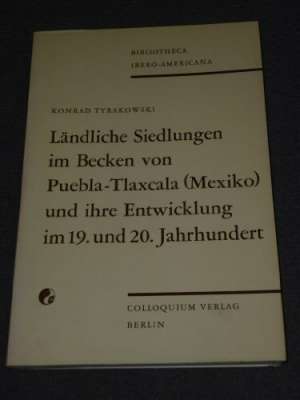 BIBLIOTHECA
IBERO-AMERICANA
KONRAD TYRAKOWSKI
Ländliche Siedlungen
im Becken von
Puebla-Tlaxcala (Mexiko)
und ihre Entwicklung
im 19. und 20. Jahrhundert
COLLOQUIUM VERLAG
BERLIN